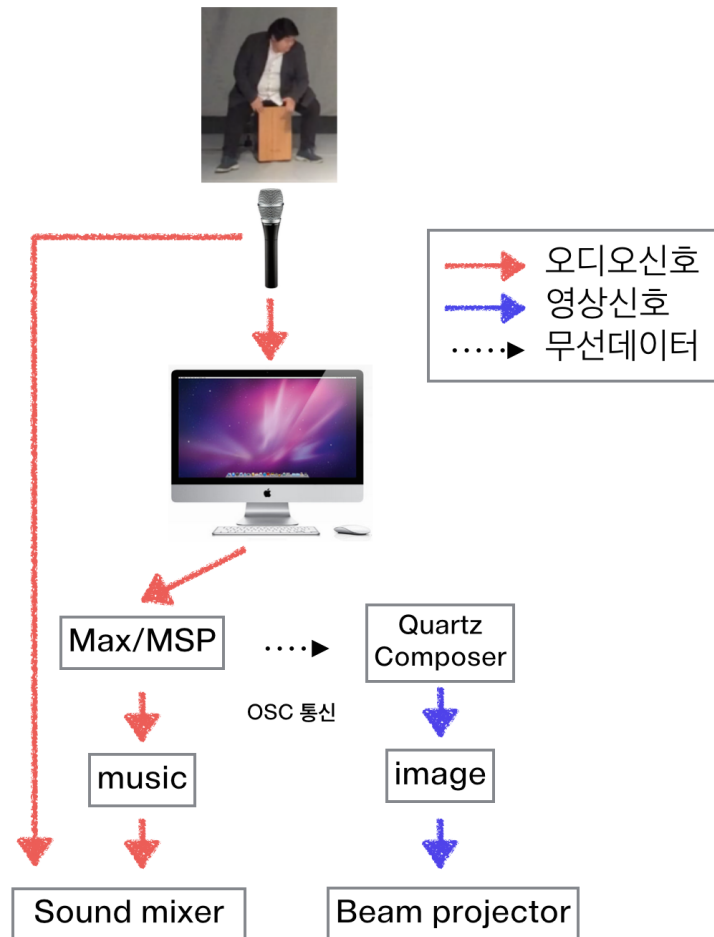 오디오신호
영상신호
무선데이터
Max/MSP
Quartz
Composer
OSC 통신
music
image
Sound mixer
Beam projector